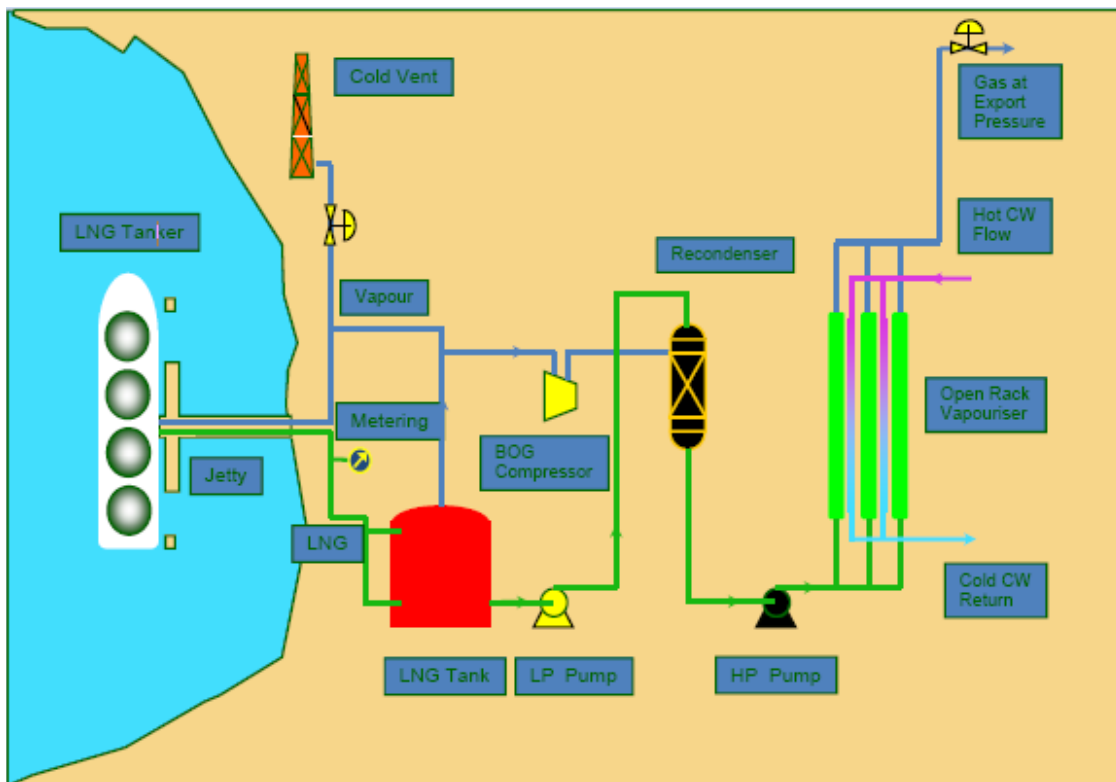 Cold Vent
Gas at
Export
Pressure
LNG Tanker
Hot CW
Flow
Recondenser
Vapour
Open Rack
Vapouriser
Metering
BOG
Compressor
Jetty
LNG
Cold CW
Return
LNG Tank
LP Pump
HP Pump